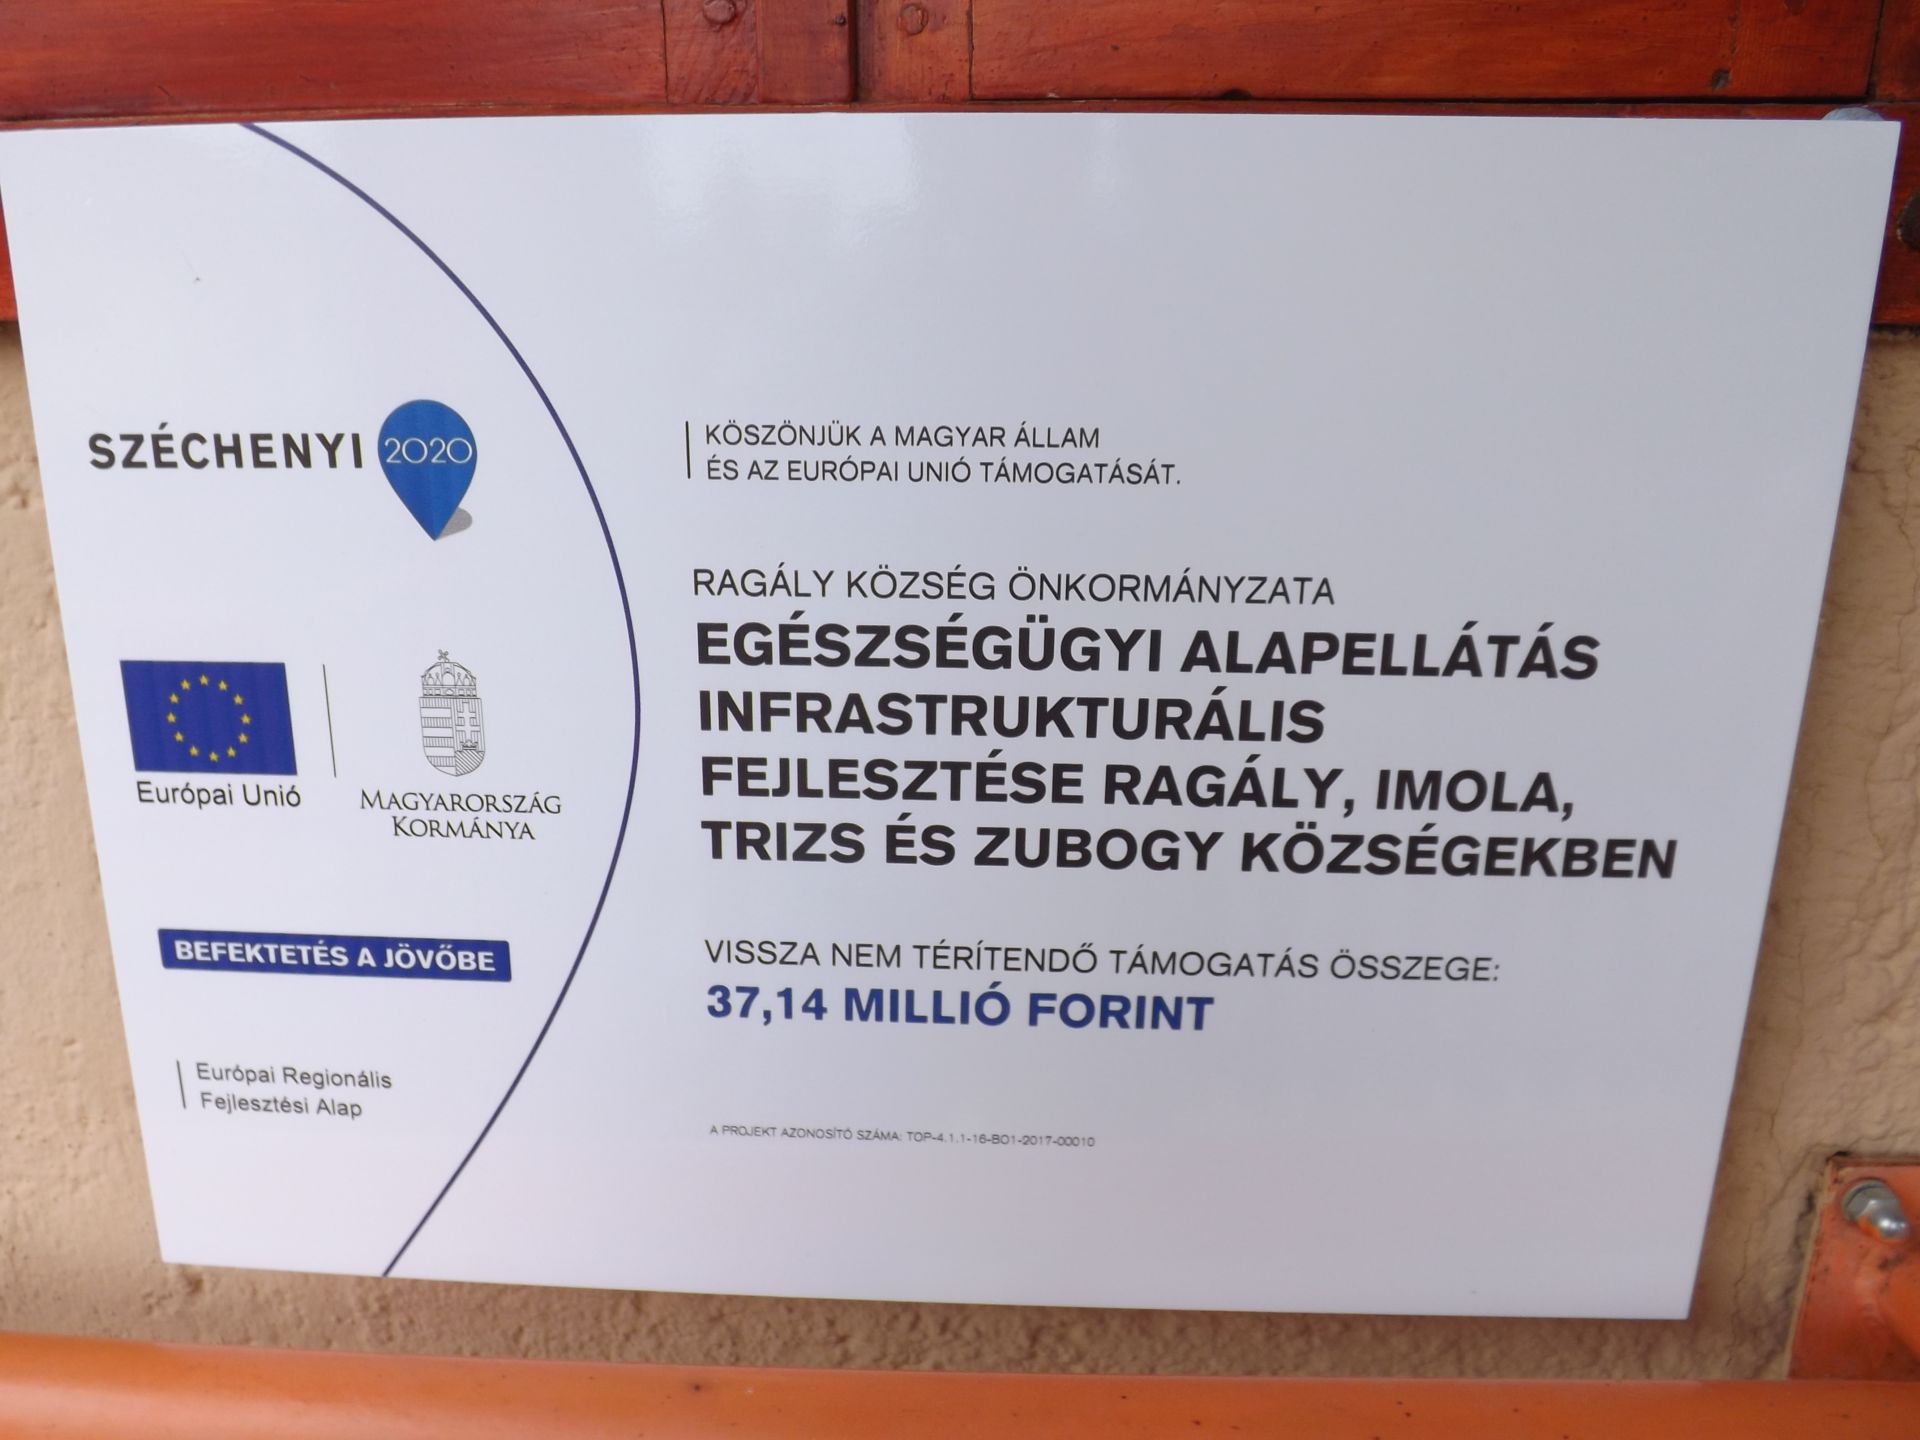 SZÉCHENYI 2020
Európai Unió
MAGYARORSZÁG
KORMÁNYA
BEFEKTETÉS A JÖVŐBE
Európai Regionális
Fejlesztési Alap
KÖSZÖNJÜK A MAGYAR ÁLLAM
ÉS AZ EURÓPAI UNIÓ TÁMOGATÁSÁT.
RAGÁLY KÖZSÉG ÖNKORMÁNYZATA
EGÉSZSÉGÜGYI ALAPELLÁTÁS
INFRASTRUKTURÁLIS
FEJLESZTÉSE RAGÁLY, IMOLA,
TRIZS ÉS ZUBOGY KÖZSÉGEKBEN
VISSZA NEM TÉRÍTENDŐ TÁMOGATÁS ÖSSZEGE:
37,14 MILLIÓ FORINT
A PROJEKT AZONOSÍTÓ SZÁMA: TOP-4.1.1-16-BO1-2017-00010